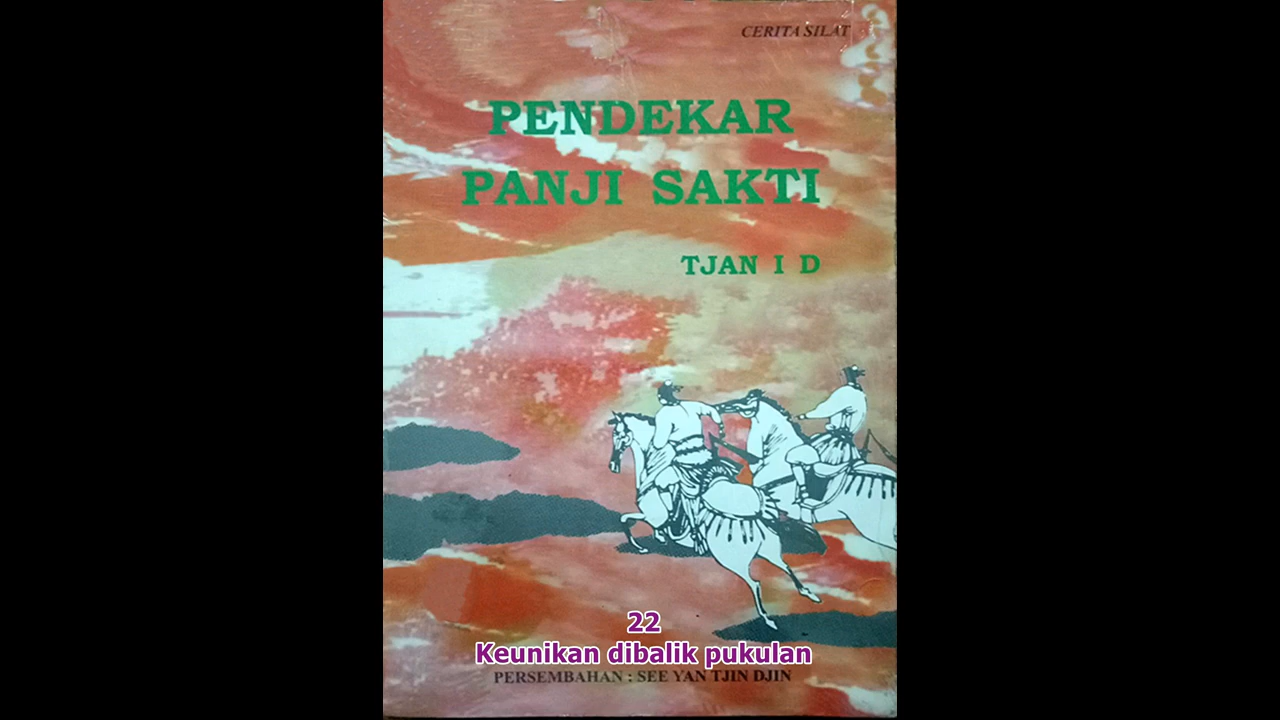 CERITA SILAT
PENDEKAR
PANJI SAKTI
TJAN I D
22
Keunikan dibalik pukulan
PERSEMBAHAN : SEE YAN TJIN DJIN